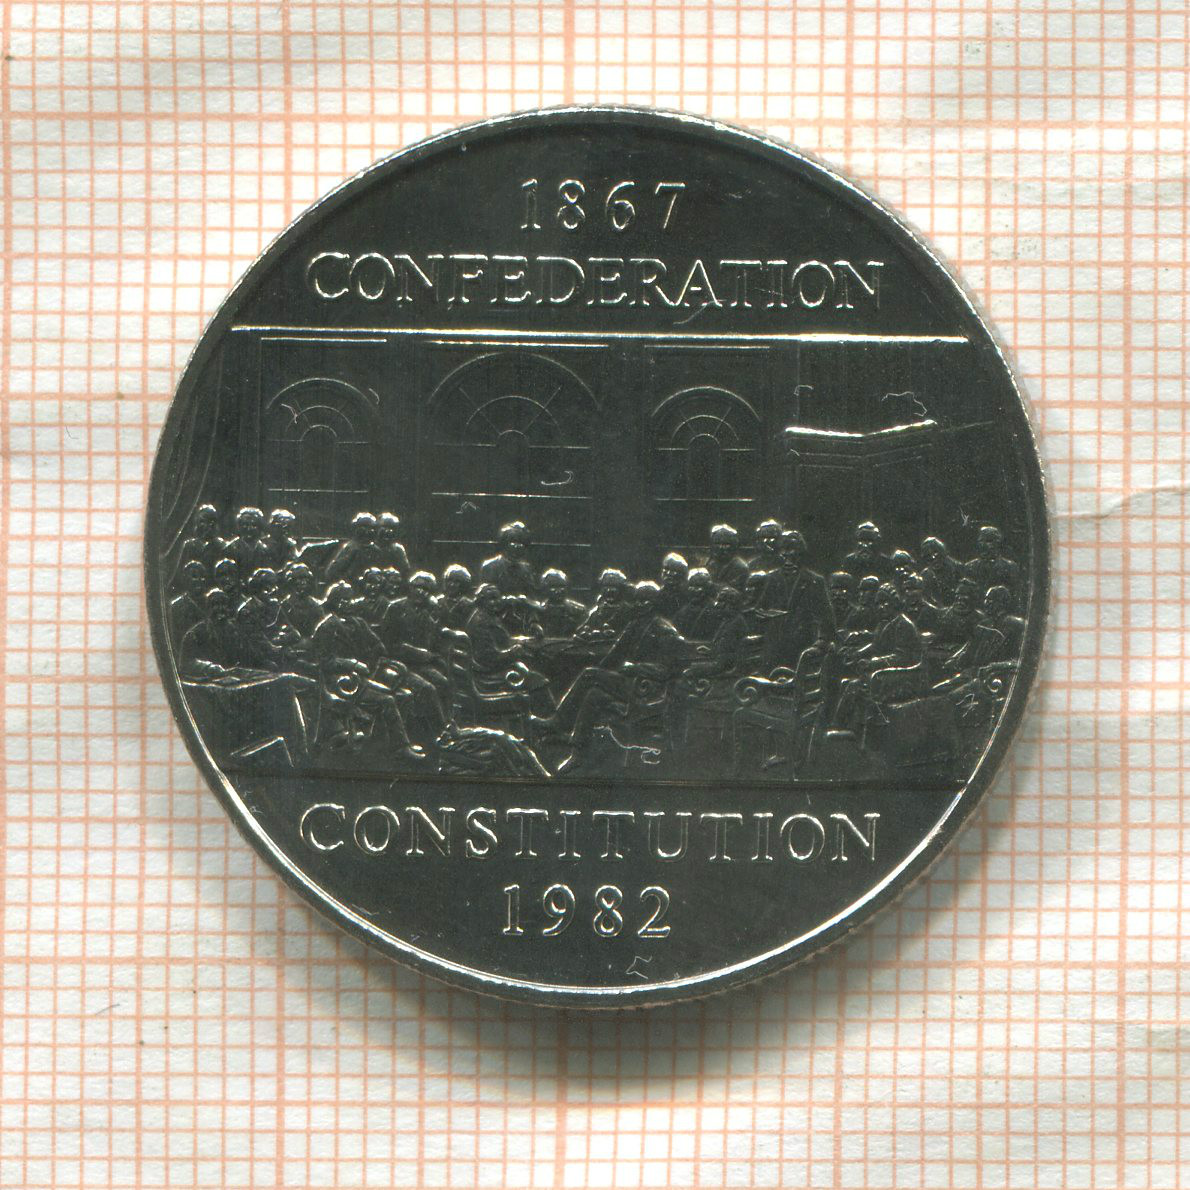 1867
CONFEDERATION
CONSTITUTION
1982